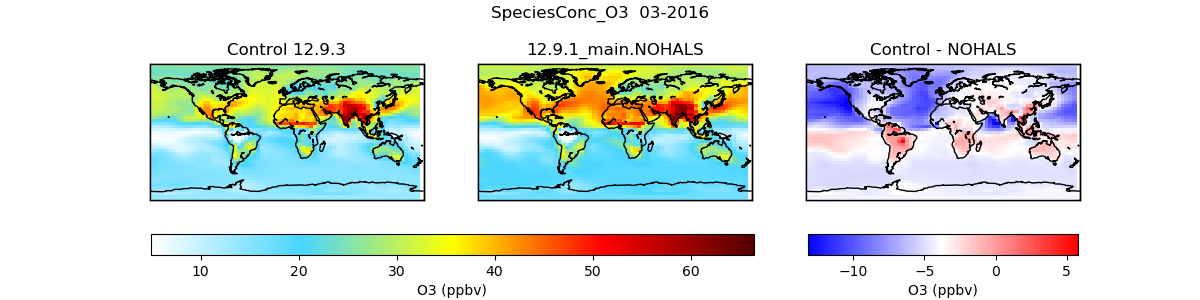 SpeciesConc_O3  03-2016
Control 12.9.3
12.9.1_main.NOHALS
Control - NOHALS
10 20 30 40 50 60
O3 (ppbv)
−10 −5 0 5
O3 (ppbv)